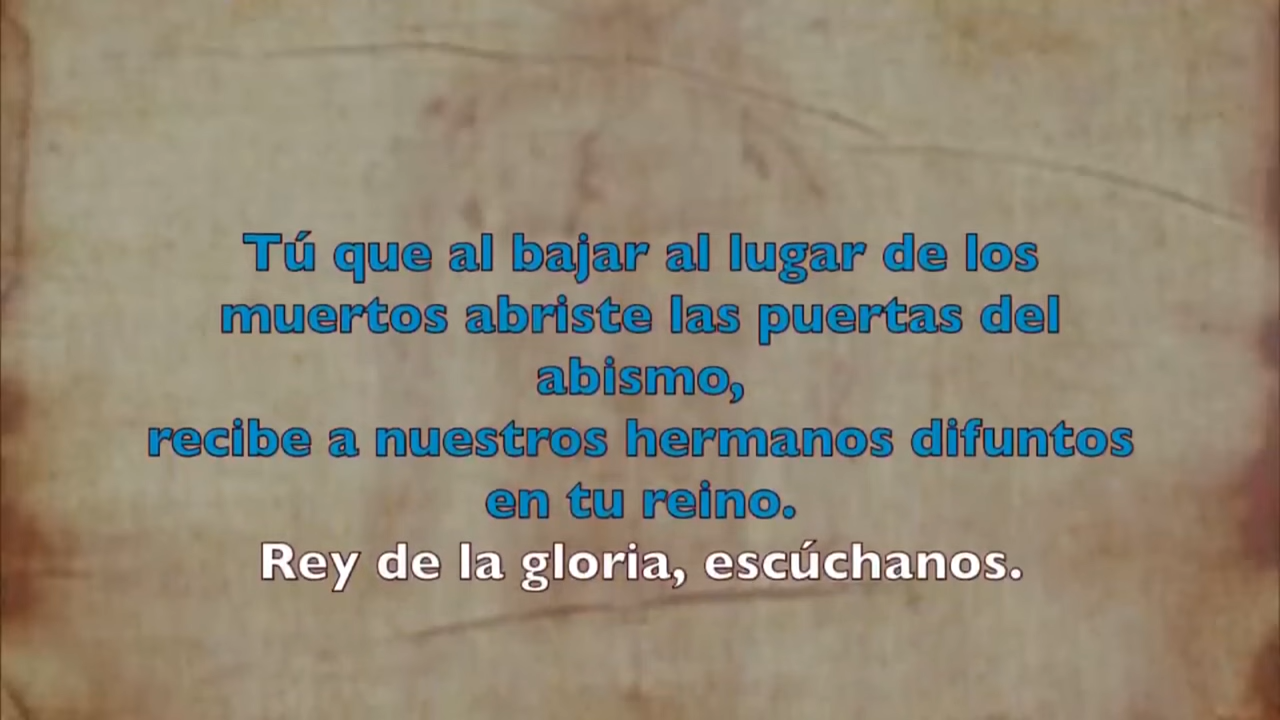 Tú que al bajar al lugar de los
muertos abriste las puertas del
abismo,
recibe a nuestros hermanos difuntos
en tu reino.
Rey de la gloria, escúchanos.